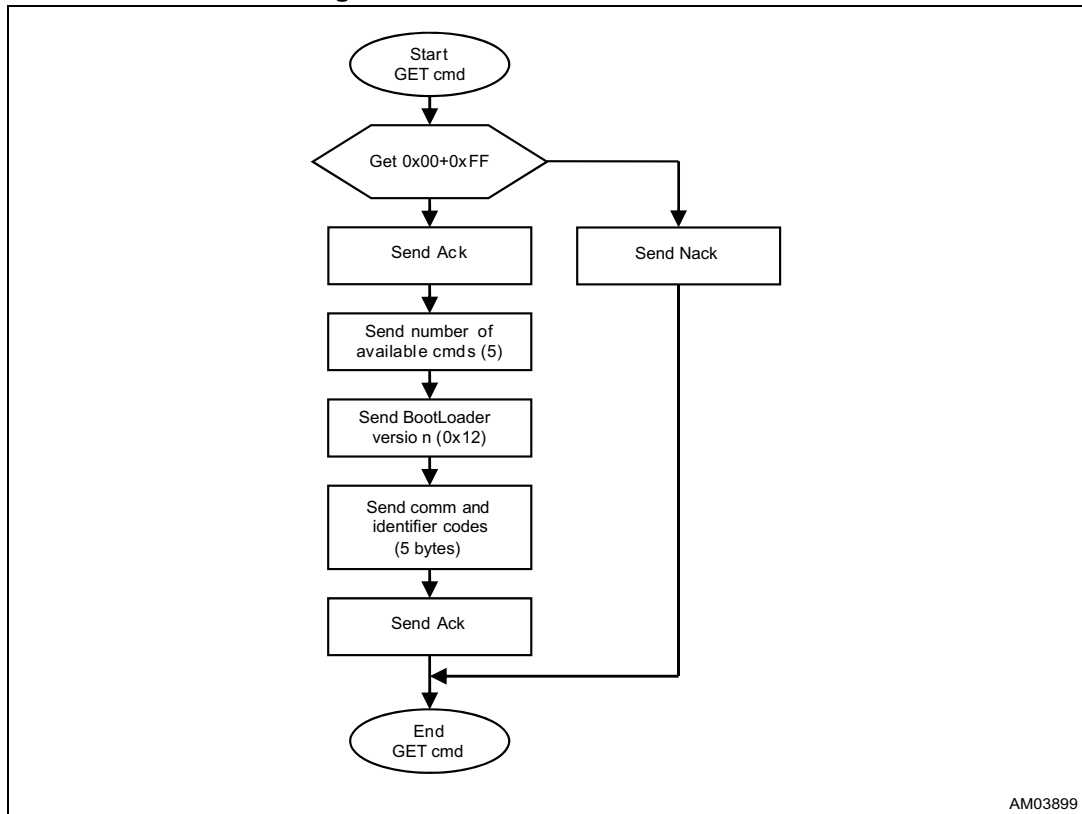 Start
GET cmd
Get 0x00+0xFF
Send Ack
Send Nack
Send number of
available cmds (5)
Send BootLoader
version (0x12)
Send comm and
identifier codes
(5 bytes)
Send Ack
End
GET cmd
AM03899